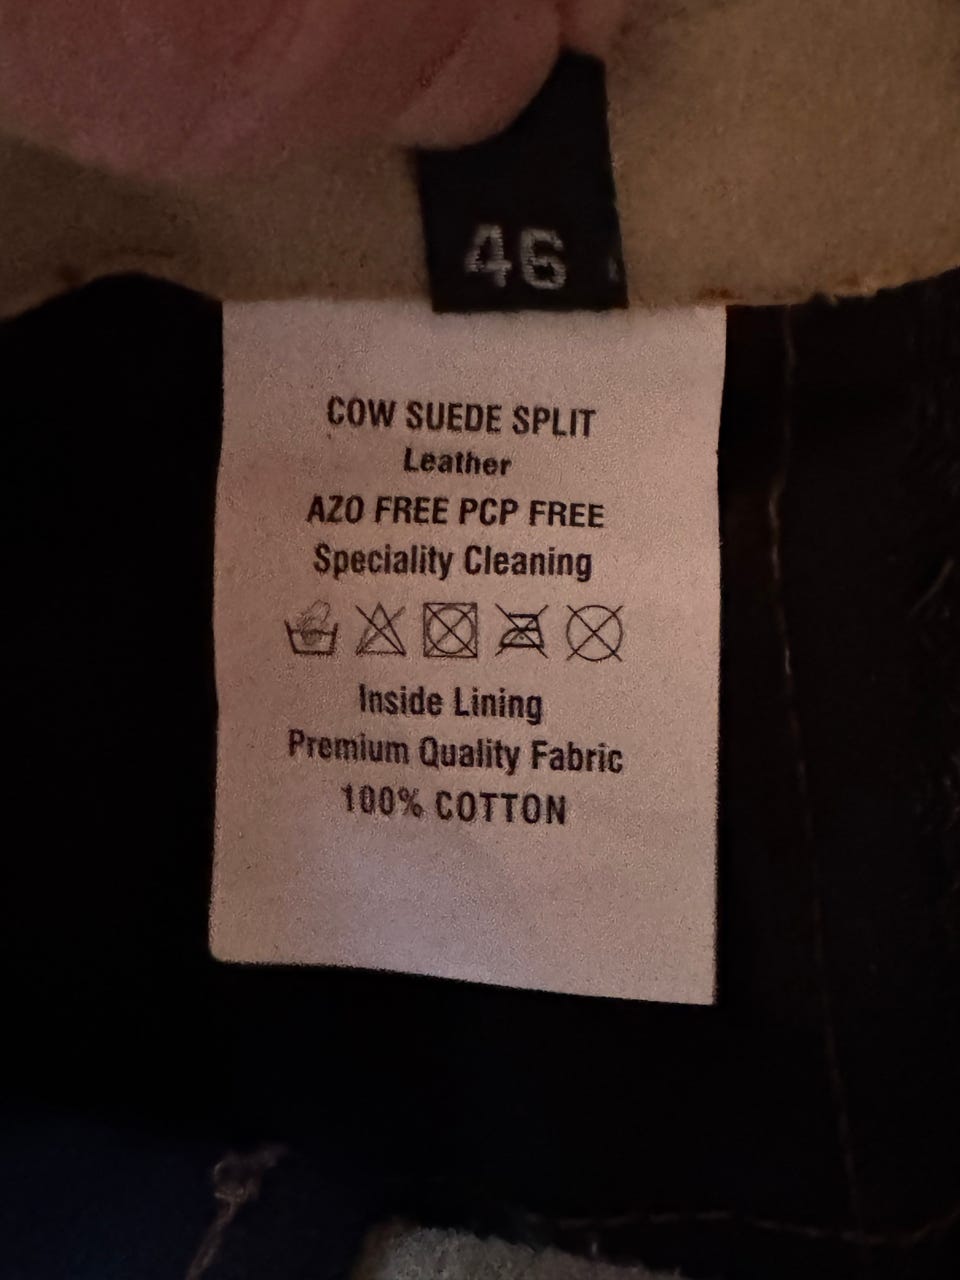 46
COW SUEDE SPLIT
Leather
AZO FREE PCP FREE
Speciality Cleaning
Inside Lining
Premium Quality Fabric
100% COTTON